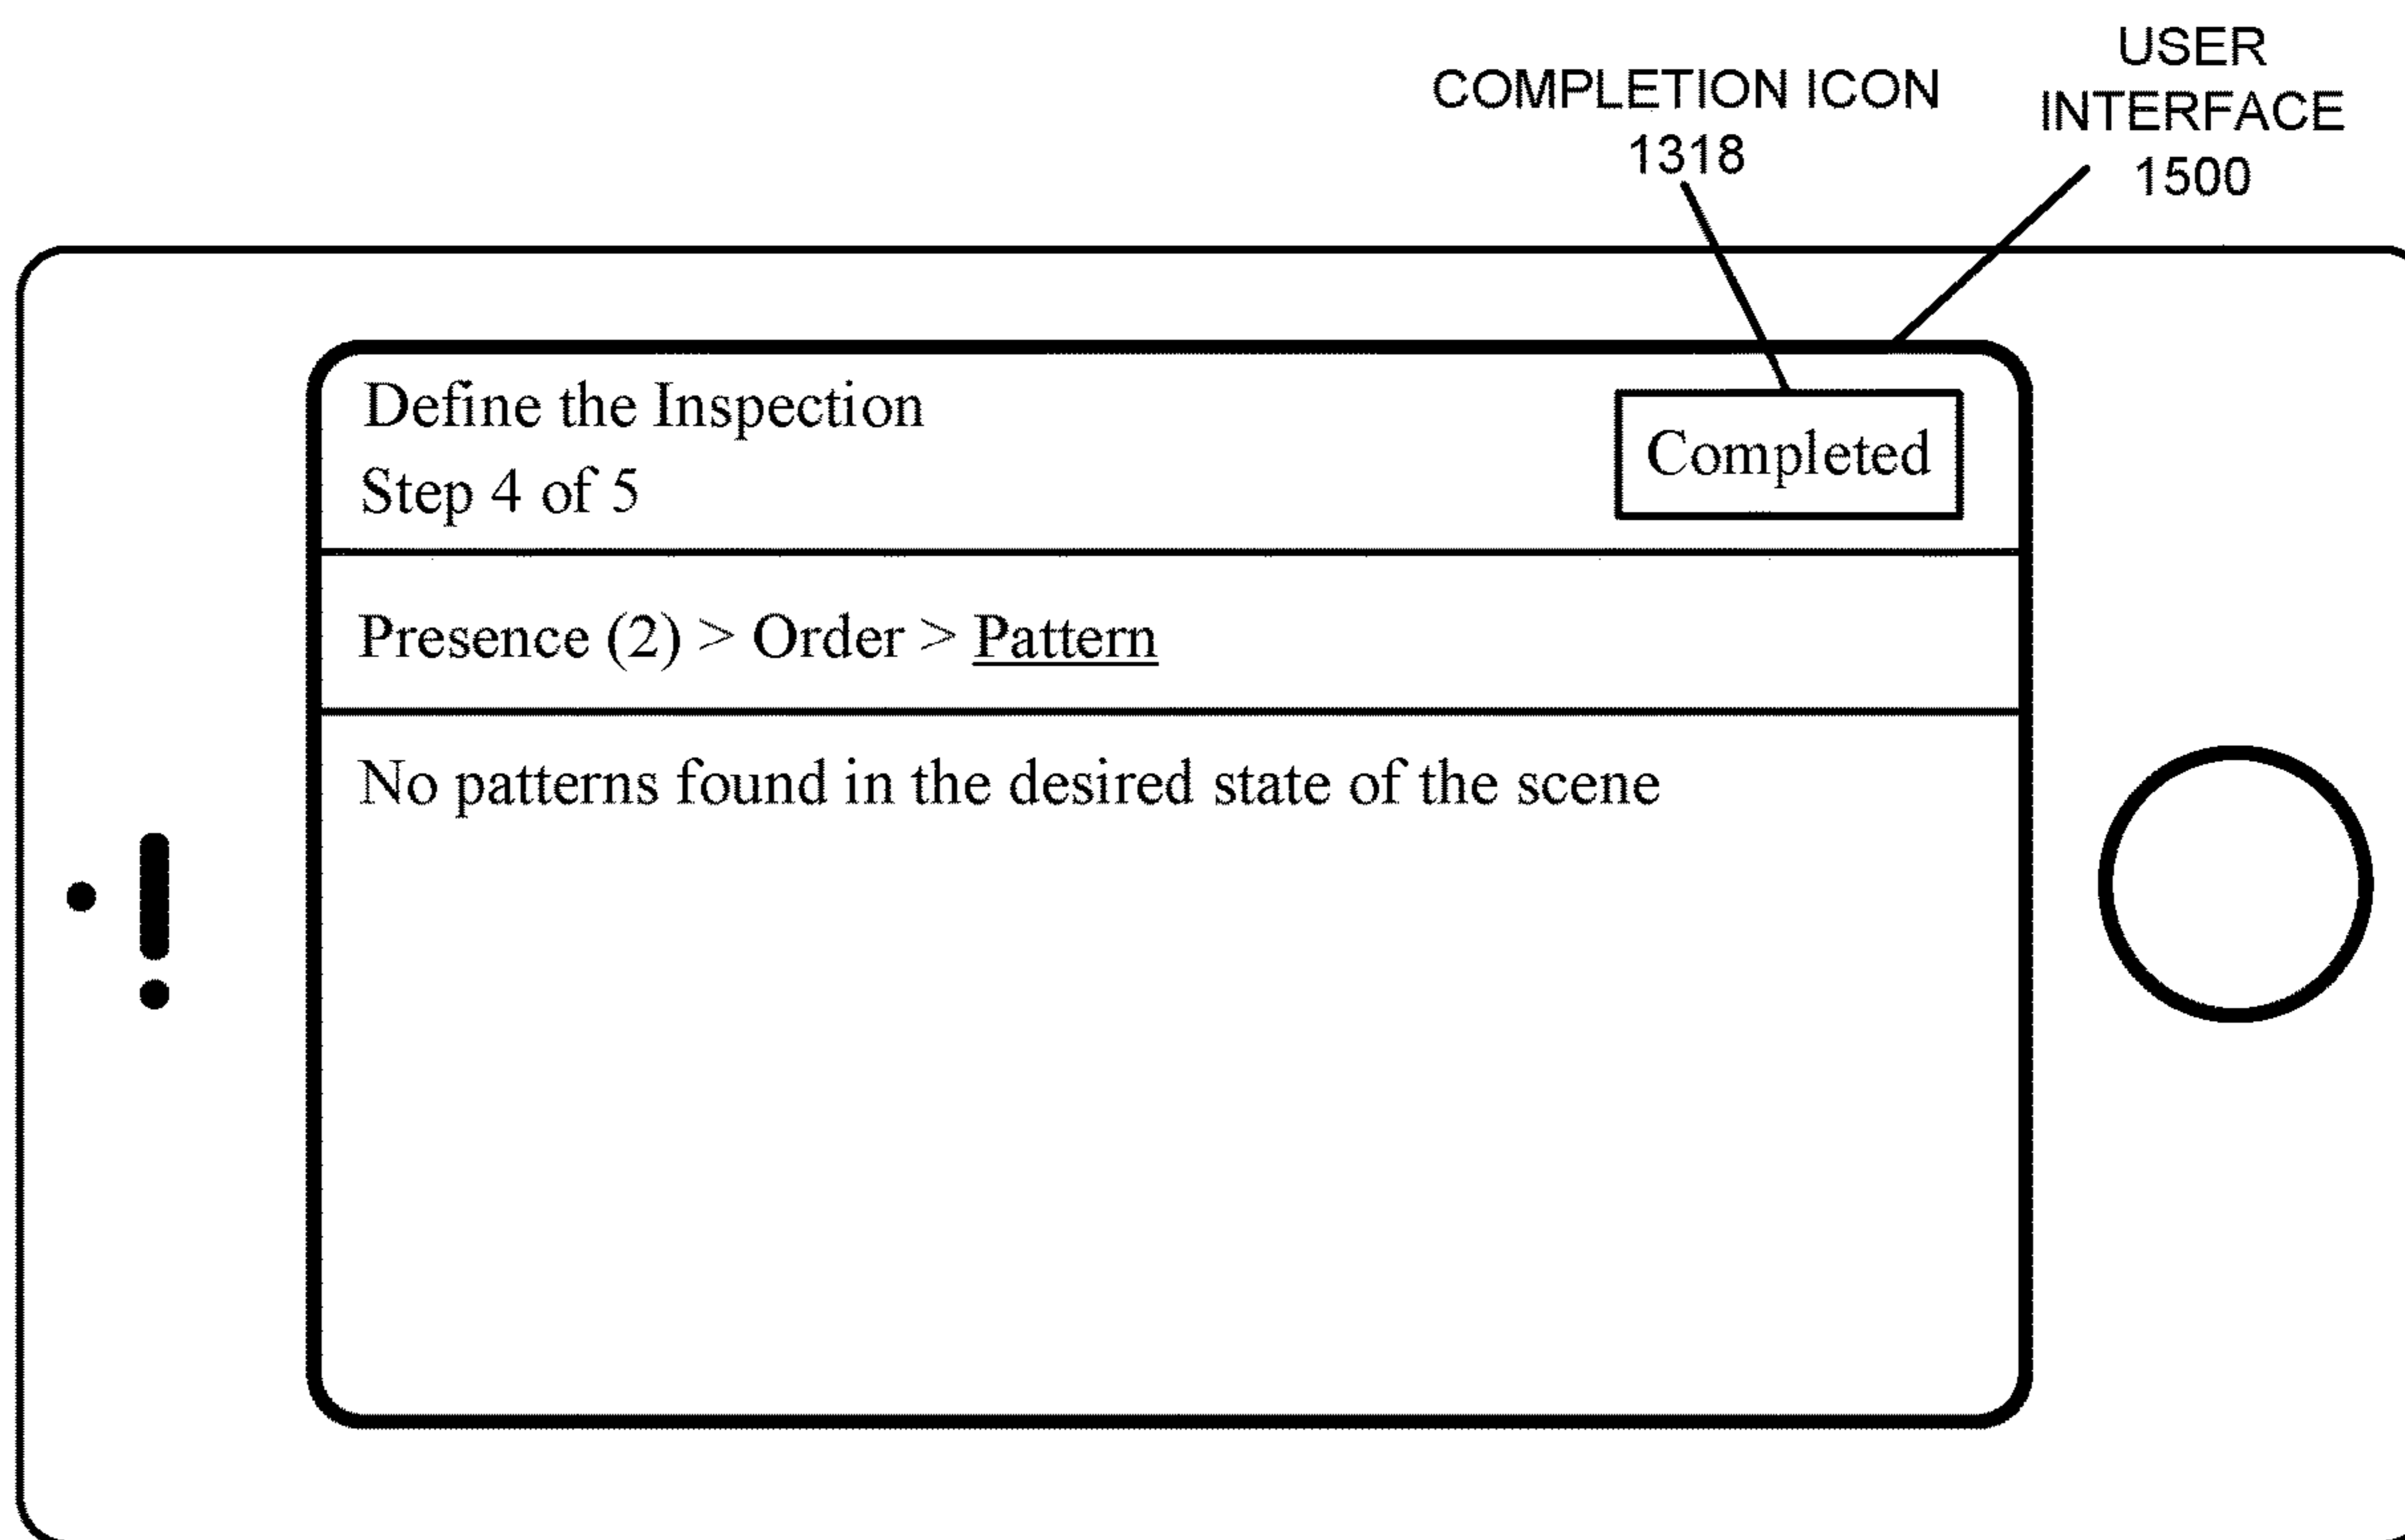 COMPLETION ICON
1318
USER
INTERFACE
1500
Define the Inspection
Step 4 of 5
Completed
Presence (2) > Order > Pattern
No patterns found in the desired state of the scene